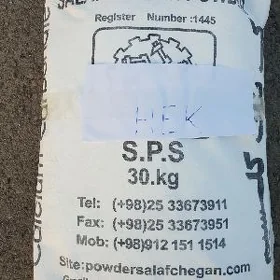 Register Number :1445
HEK
S.P.S
30.kg
Tel: (+98)25 33673911
Fax: (+98)25 33673951
Mob: (+98)912 151 1514
Site:powdersalafchegan.com